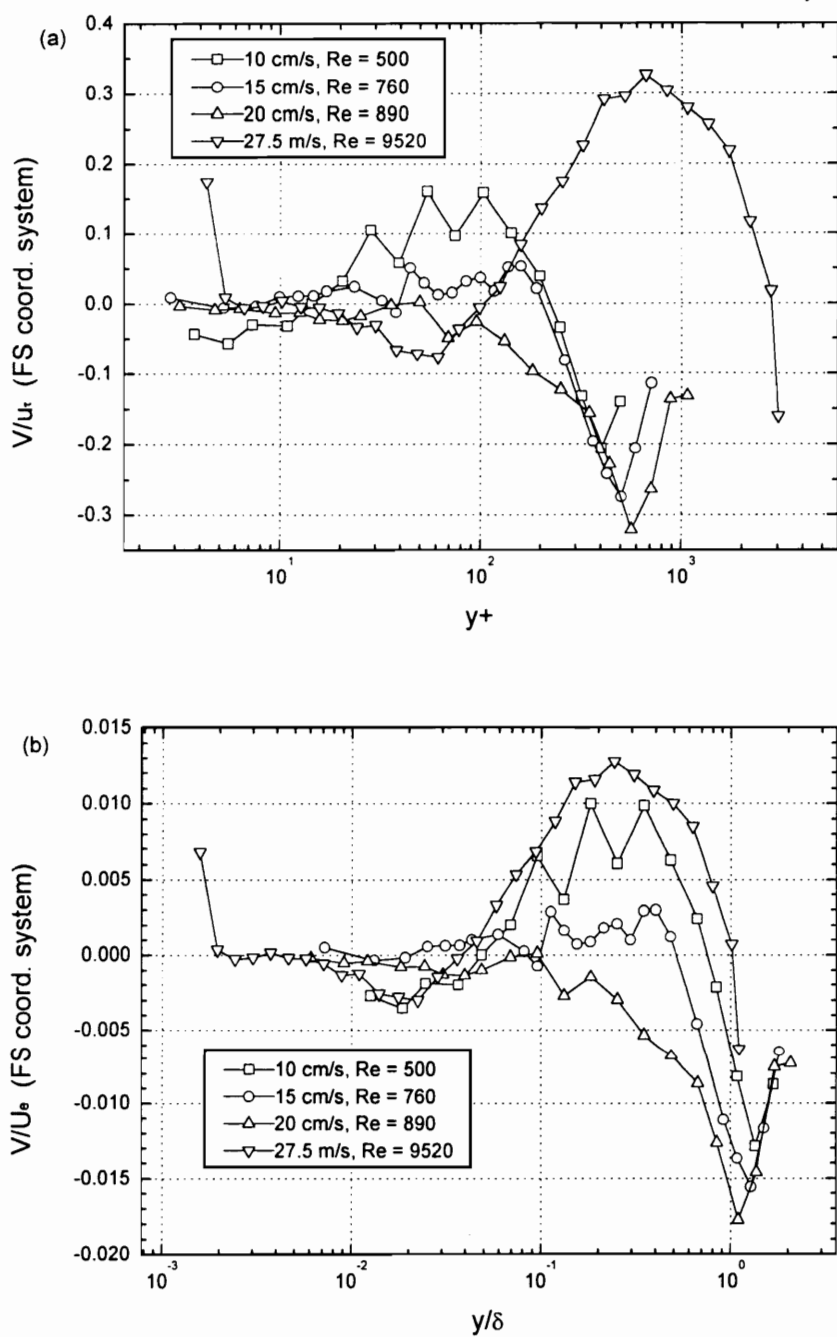 (a)
0.4
0.3
0.2
0.1
0.0
-0.1
-0.2
-0.3
V/uτ (FS coord. system)
10 cm/s, Re = 500
15 cm/s, Re = 760
20 cm/s, Re = 890
27.5 m/s, Re = 9520
10¹
10²
10³
y+
(b)
0.015
0.010
0.005
0.000
-0.005
-0.010
-0.015
-0.020
V/Ue (FS coord. system)
10 cm/s, Re = 500
15 cm/s, Re = 760
20 cm/s, Re = 890
27.5 m/s, Re = 9520
10⁻³
10⁻²
10⁻¹
10⁰
y/δ